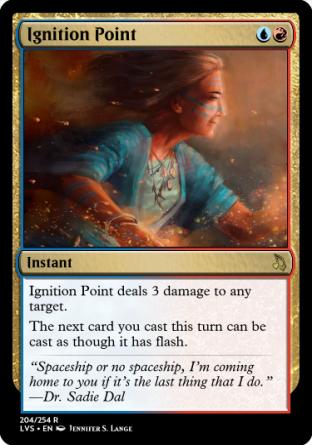 Ignition Point
Instant
Ignition Point deals 3 damage to any
target.
The next card you cast this turn can be
cast as though it has flash.
“Spaceship or no spaceship, I’m coming
home to you if it’s the last thing that I do.”
—Dr. Sadie Dal
204/254 R
LVS • EN JENNIFER S. LANGE